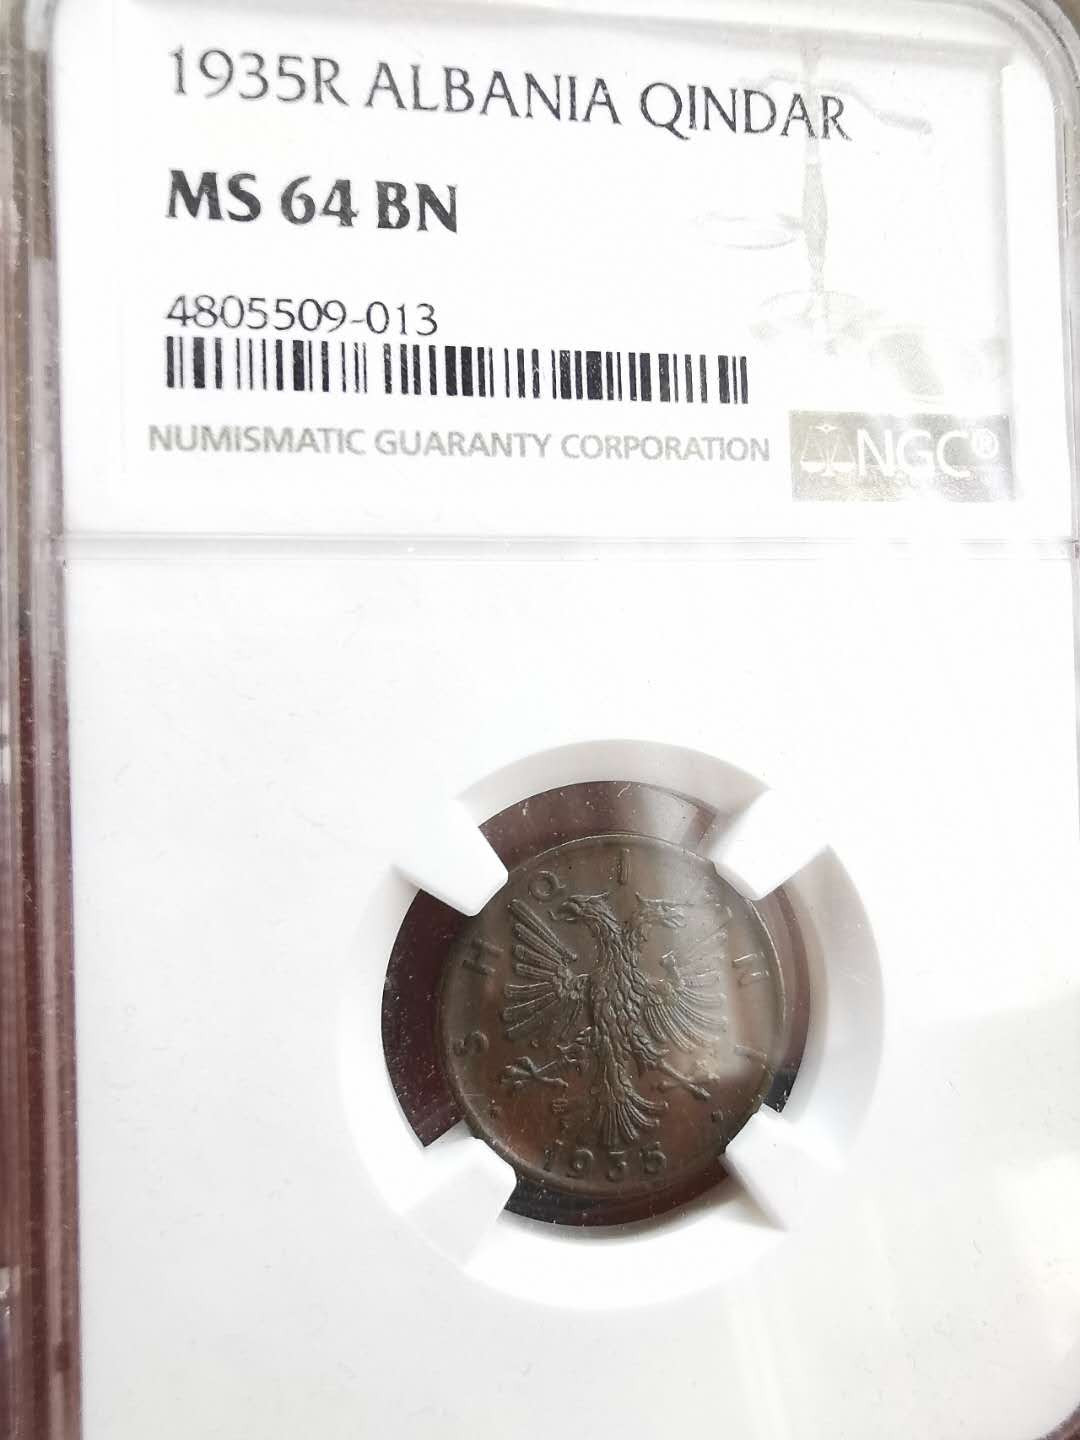 1935R ALBANIA QINDAR
MS 64 BN
4805509-013
NUMISMATIC GUARANTY CORPORATION
NGC®
SHQIPNI
1935